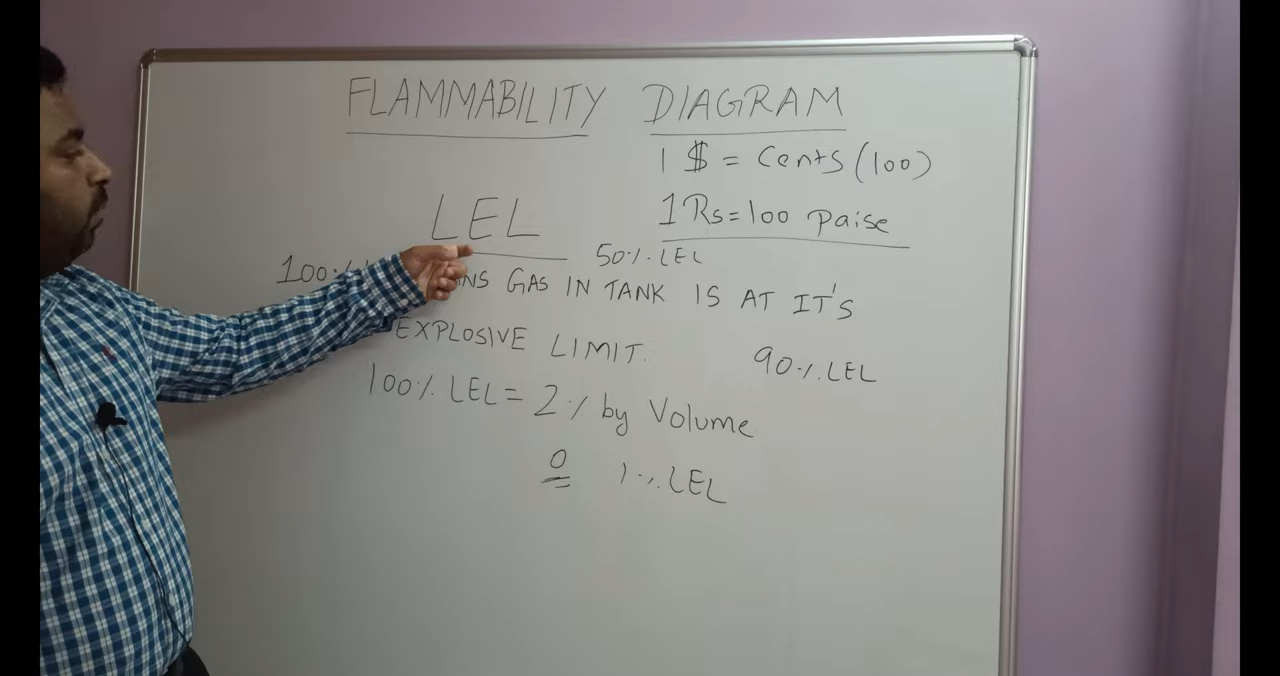 FLAMMABILITY DIAGRAM
1 $ = Cents (100)
LEL
1 Rs = 100 paise
50% LEL
100% GAS IN TANK IS AT IT'S
EXPLOSIVE LIMIT.
90% LEL
100% LEL = 2% by Volume
0 1% LEL